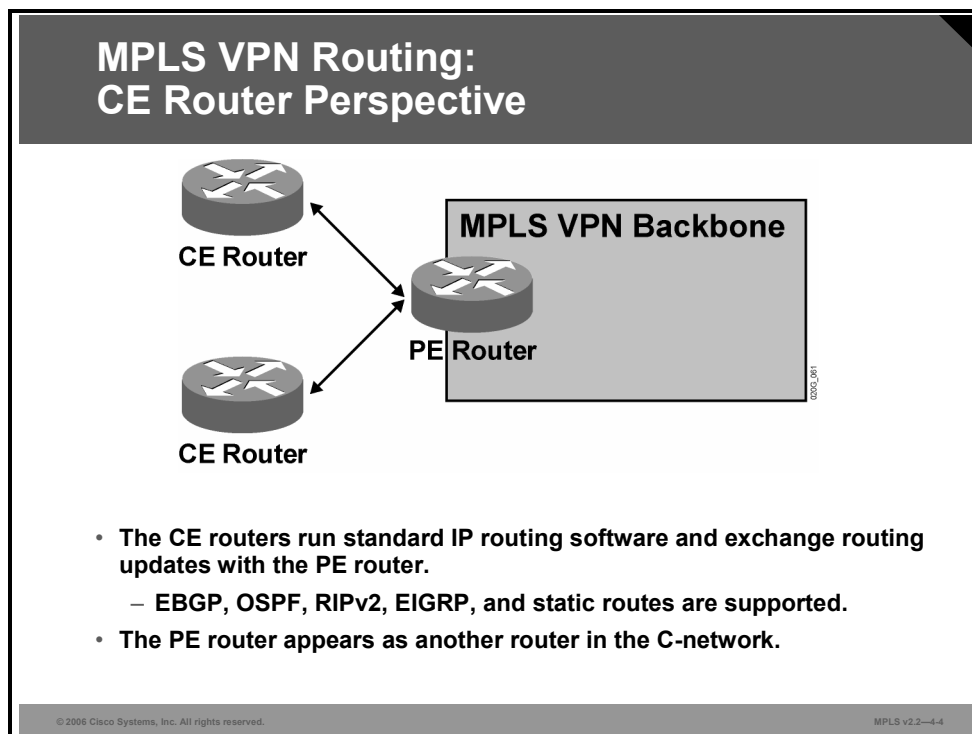 MPLS VPN Routing:
CE Router Perspective
CE Router
MPLS VPN Backbone
PE Router
CE Router
020G_061
• The CE routers run standard IP routing software and exchange routing
updates with the PE router.
– EBGP, OSPF, RIPv2, EIGRP, and static routes are supported.
• The PE router appears as another router in the C-network.
© 2006 Cisco Systems, Inc. All rights reserved.
MPLS v2.2—4-4